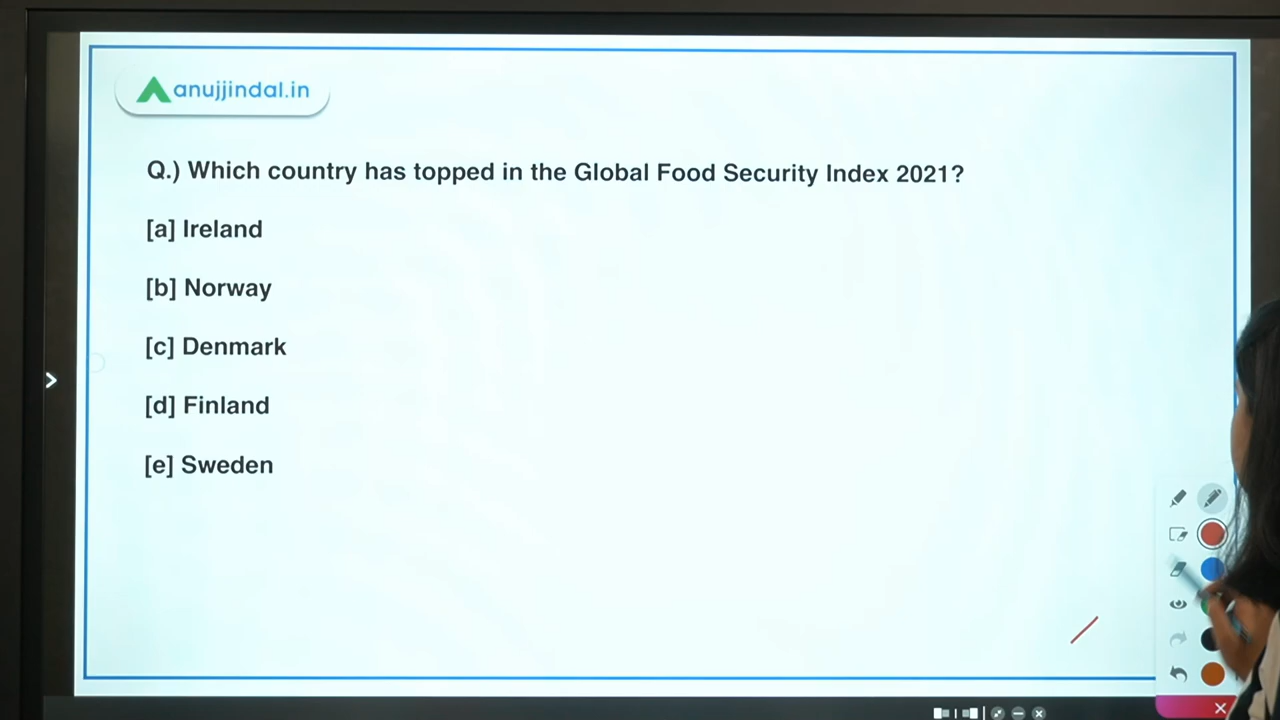 anujjindal.in
Q.) Which country has topped in the Global Food Security Index 2021?
[a] Ireland
[b] Norway
[c] Denmark
[d] Finland
[e] Sweden